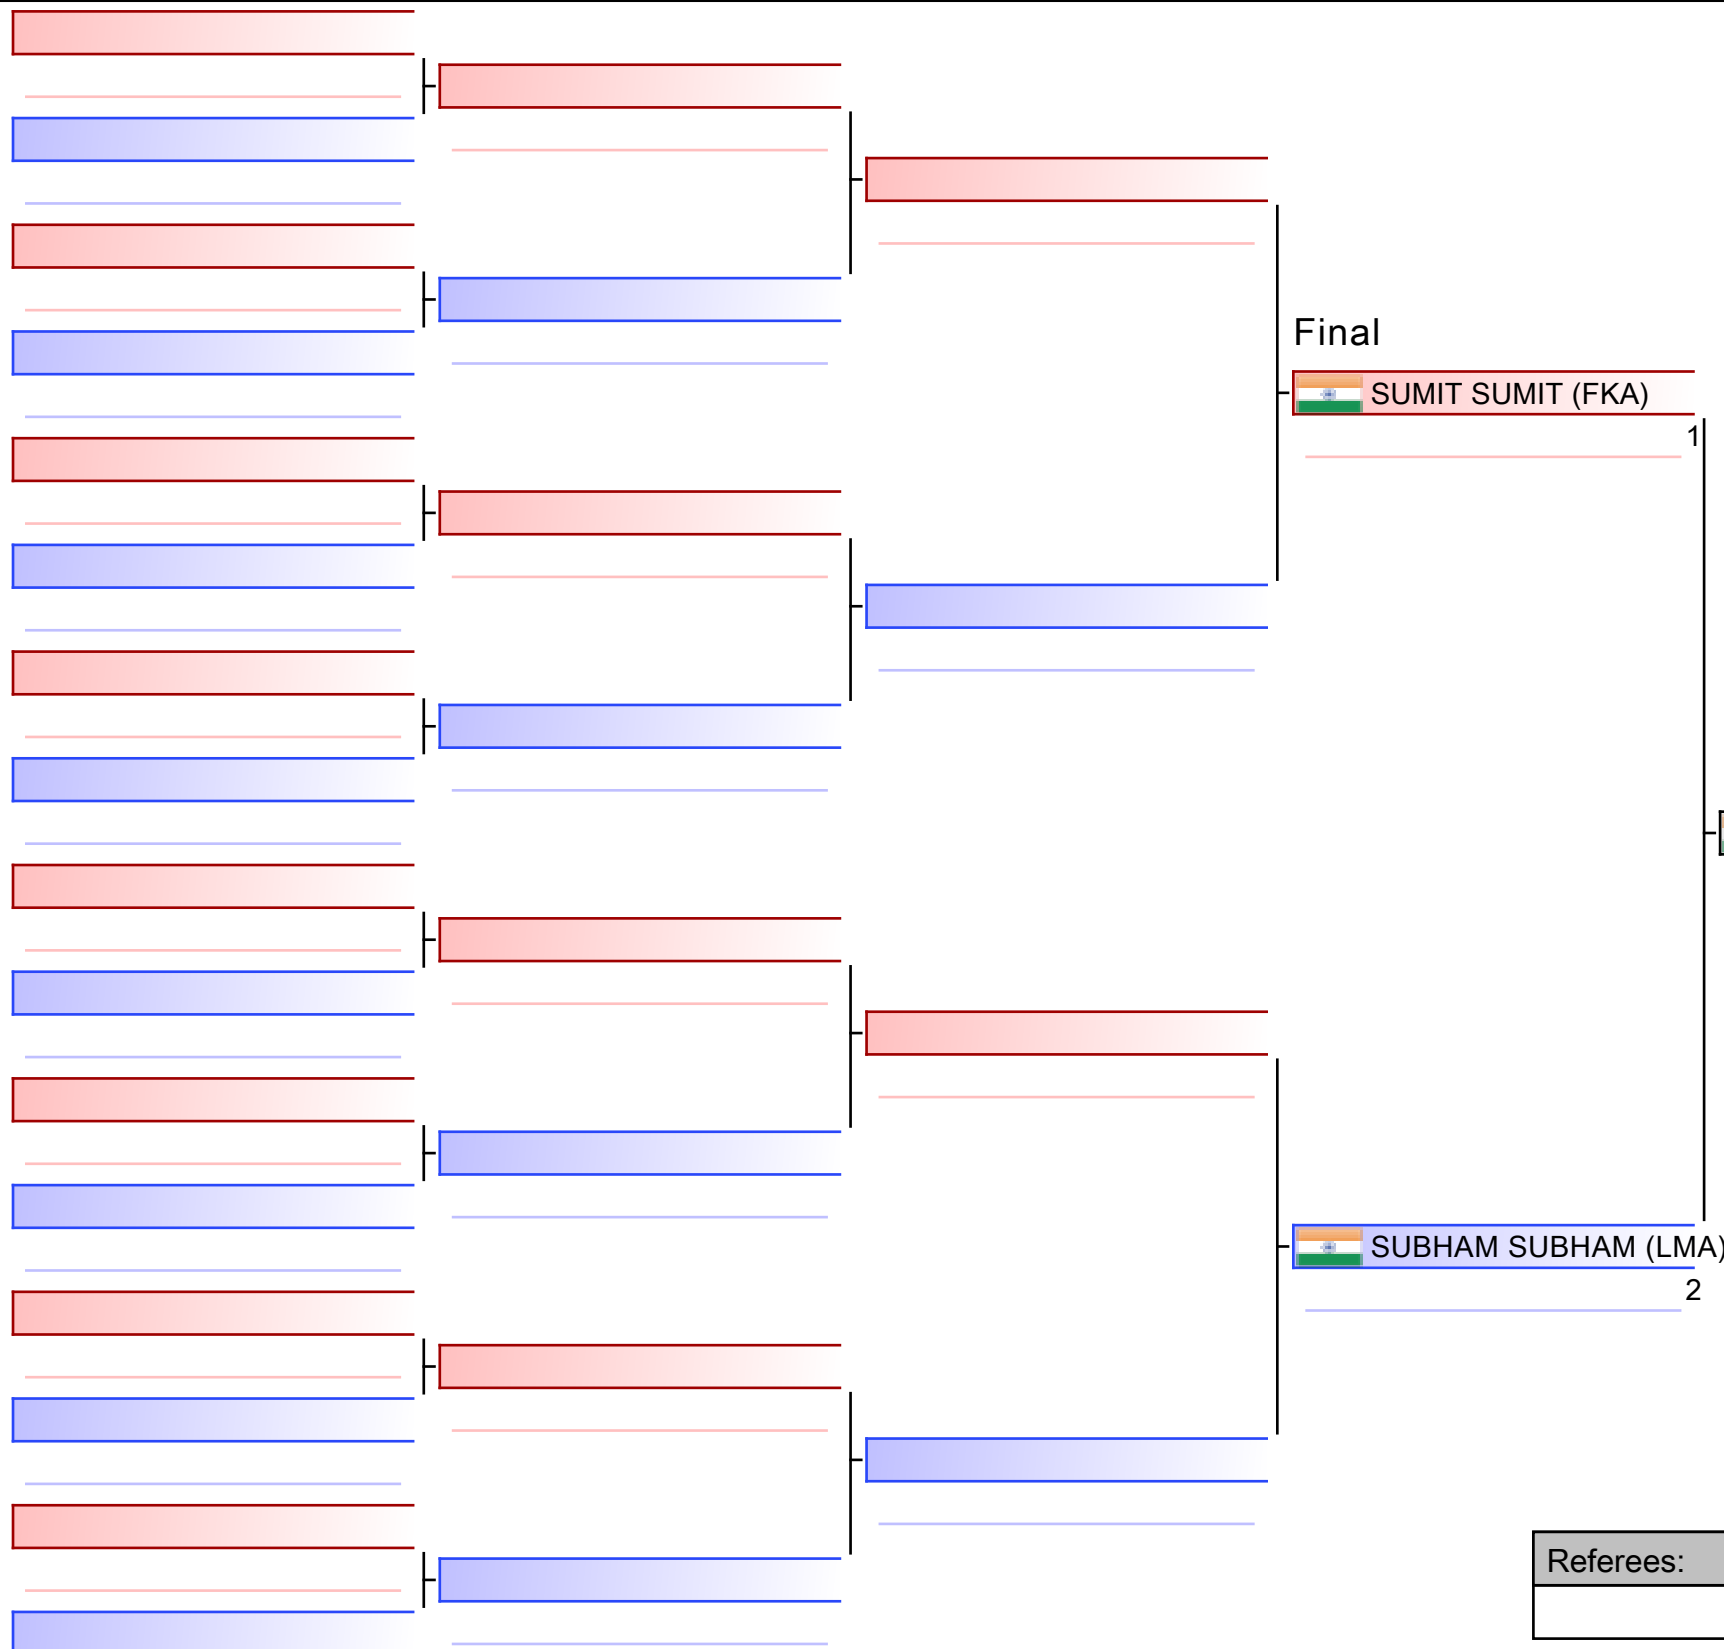 Final
SUMIT SUMIT (FKA)
1
SUBHAM SUBHAM (LMA)
2
Referees: